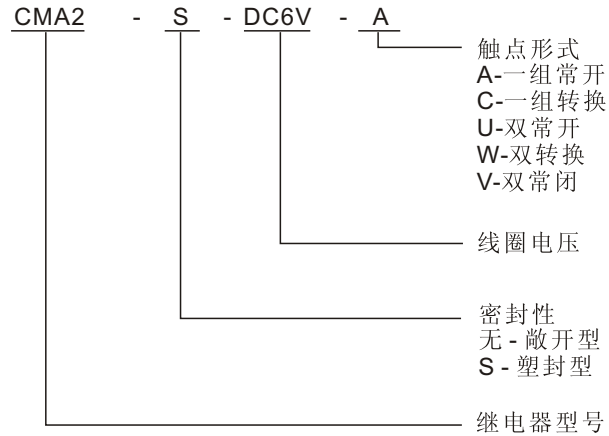 CMA2 - S - DC6V - A
触点形式
A-一组常开
C-一组转换
U-双常开
W-双转换
V-双常闭
线圈电压
密封性
无 - 敞开型
S - 塑封型
继电器型号